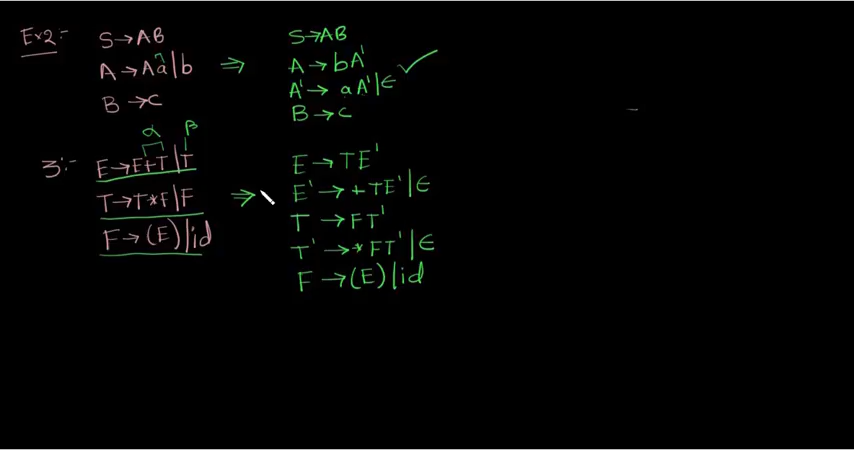 Ex2:- S→AB S→AB
A→Aa|b ⇒ A→bA'
A'→aA'|∈
B→c B→c
α β
3:- E→E+T|T E→TE'
T→T*F|F ⇒ E'→+TE'|∈
F→(E)|id T→FT'
T'→*FT'|∈
F→(E)|id